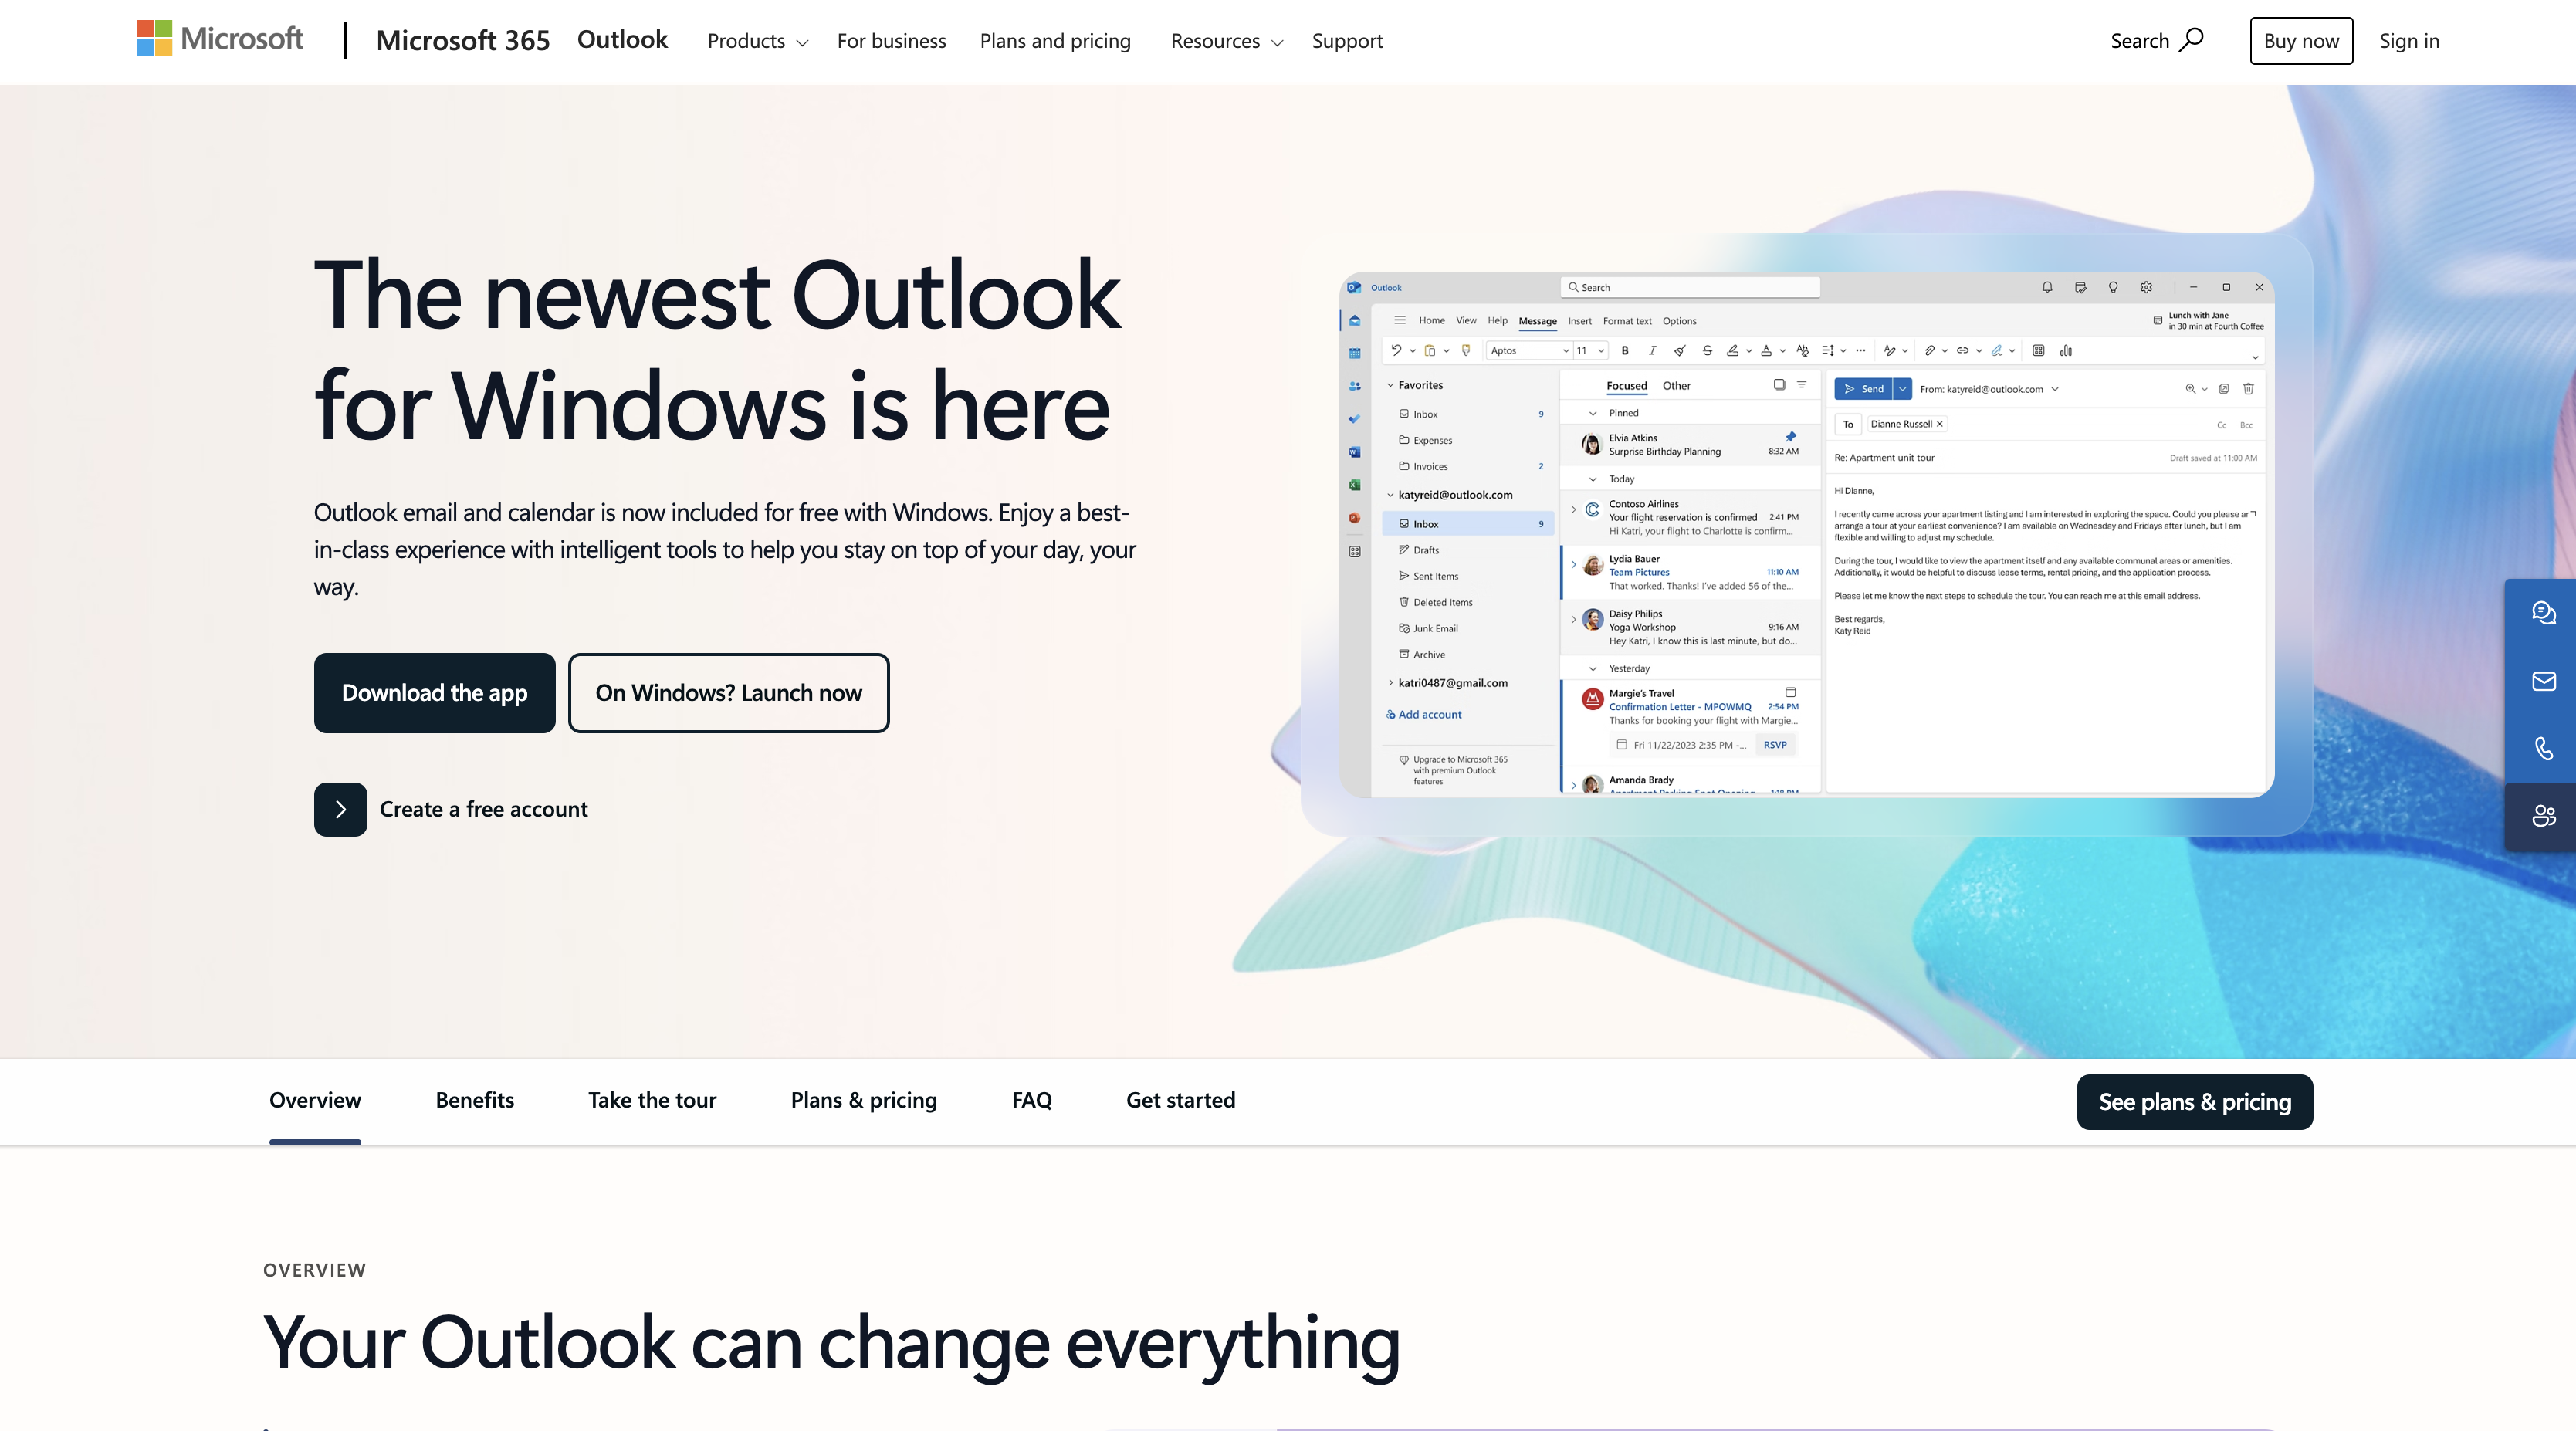 Microsoft
Microsoft 365
Outlook
Products
For business
Plans and pricing
Resources
Support
Search
Buy now
Sign in
The newest Outlook
for Windows is here
Outlook email and calendar is now included for free with Windows. Enjoy a best-
in-class experience with intelligent tools to help you stay on top of your day, your
way.
Download the app
On Windows? Launch now
Create a free account
Outlook
Search
Home
View
Help
Message
Insert
Format text
Options
Lunch with Jane
in 30 min at Fourth Coffee
Aptos
11
Favorites
Inbox 9
Expenses
Invoices 2
katyreid@outlook.com
Inbox 9
Drafts
Sent Items
Deleted Items
Junk Email
Archive
katri0487@gmail.com
Add account
Upgrade to Microsoft 365
with premium Outlook
features
Focused
Other
Pinned
Elvia Atkins
Surprise Birthday Planning 8:32 AM
Today
Contoso Airlines
Your flight reservation is confirmed 2:41 PM
Hi Katri, your flight to Charlotte is confirm...
Lydia Bauer
Team Pictures 11:10 AM
That worked. Thanks! I've added 56 of the...
Daisy Philips
Yoga Workshop 9:16 AM
Hey Katri, I know this is last minute, but do...
Yesterday
Margie's Travel
Confirmation Letter - MPOWMQ 2:54 PM
Thanks for booking your flight with Margie...
Fri 11/22/2023 2:35 PM -... RSVP
Amanda Brady
Send
From: katyreid@outlook.com
To
Dianne Russell
Cc
Bcc
Re: Apartment unit tour
Draft saved at 11:00 AM
Hi Dianne,
I recently came across your apartment listing and I am interested in exploring the space. Could you please ar
arrange a tour at your earliest convenience? I am available on Wednesday and Fridays after lunch, but I am
flexible and willing to adjust my schedule.
During the tour, I would like to view the apartment itself and any available communal areas or amenities.
Additionally, it would be helpful to discuss lease terms, rental pricing, and the application process.
Please let me know the next steps to schedule the tour. You can reach me at this email address.
Best regards,
Katy Reid
Overview
Benefits
Take the tour
Plans & pricing
FAQ
Get started
See plans & pricing
OVERVIEW
Your Outlook can change everything